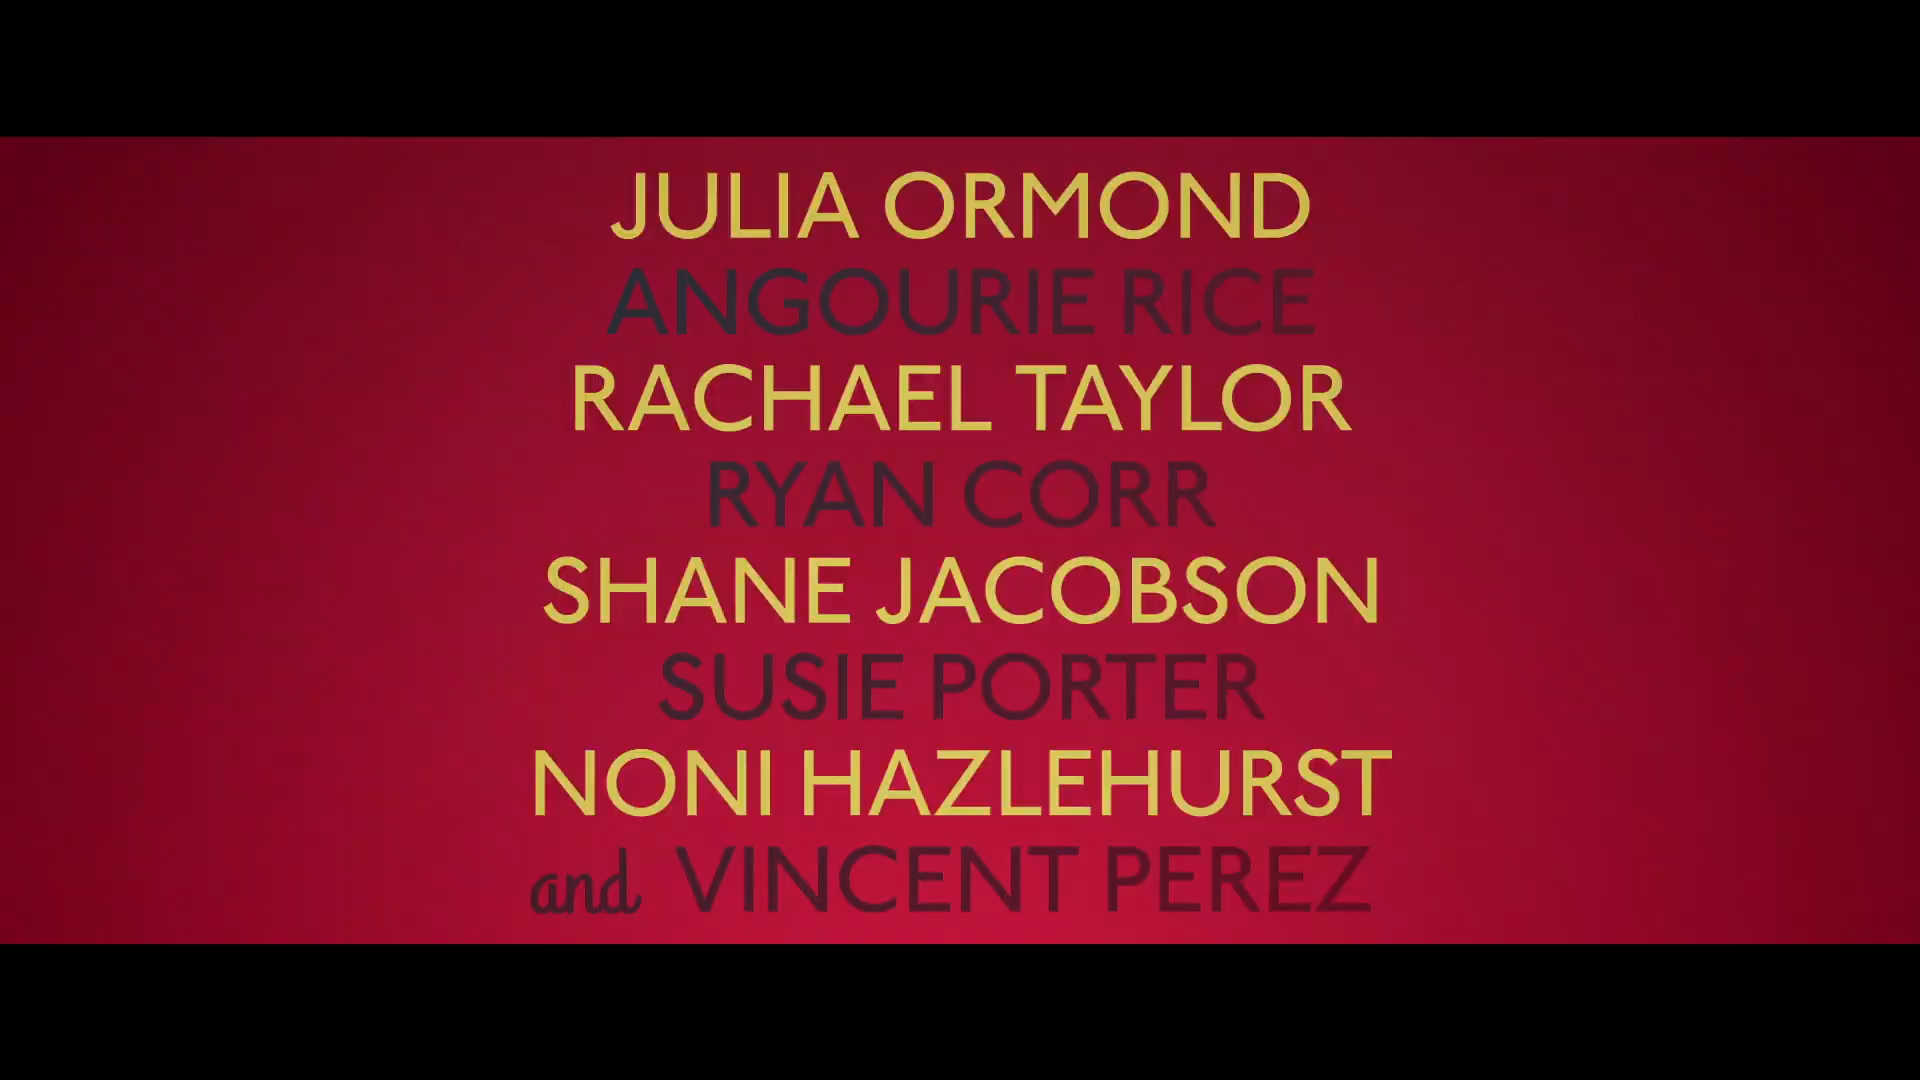 JULIA ORMOND
ANGOURIE RICE
RACHAEL TAYLOR
RYAN CORR
SHANE JACOBSON
SUSIE PORTER
NONI HAZLEHURST
and VINCENT PEREZ